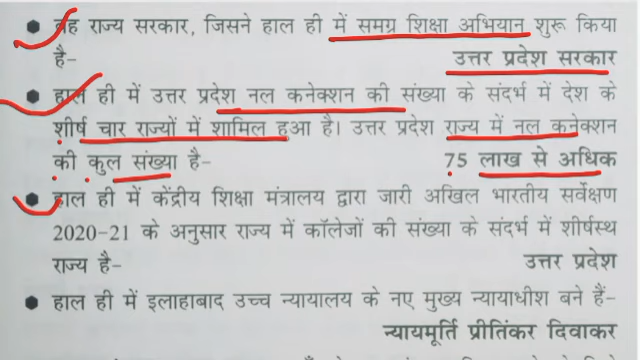 वह राज्य सरकार, जिसने हाल ही में समग्र शिक्षा अभियान शुरू किया
है- उत्तर प्रदेश सरकार
हाल ही में उत्तर प्रदेश नल कनेक्शन की संख्या के संदर्भ में देश के
शीर्ष चार राज्यों में शामिल हुआ है। उत्तर प्रदेश राज्य में नल कनेक्शन
की कुल संख्या है- 75 लाख से अधिक
हाल ही में केंद्रीय शिक्षा मंत्रालय द्वारा जारी अखिल भारतीय सर्वेक्षण
2020-21 के अनुसार राज्य में कॉलेजों की संख्या के संदर्भ में शीर्षस्थ
राज्य है- उत्तर प्रदेश
हाल ही में इलाहाबाद उच्च न्यायालय के नए मुख्य न्यायाधीश बने हैं-
न्यायमूर्ति प्रीतिंकर दिवाकर